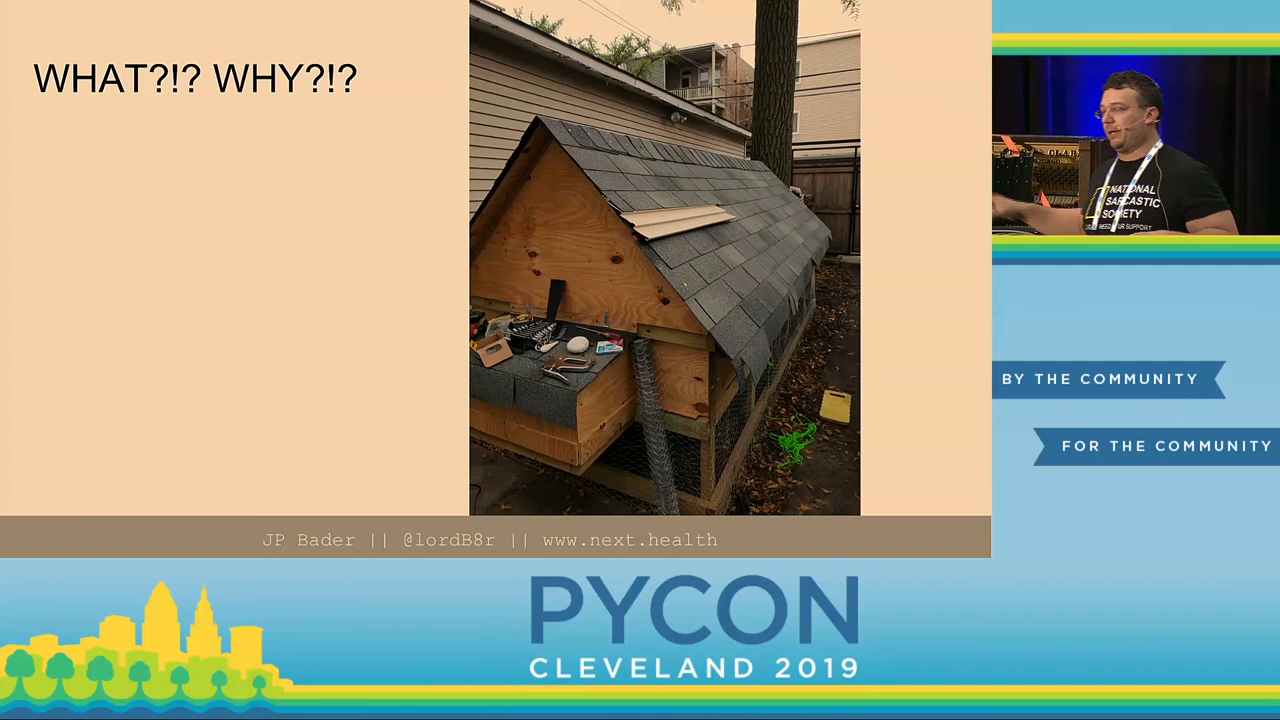 WHAT?!? WHY?!?
NATIONAL
SARCASTIC
SOCIETY
BY THE COMMUNITY
FOR THE COMMUNITY
JP Bader || @lordB8r || www.next.health
PYCON
CLEVELAND 2019